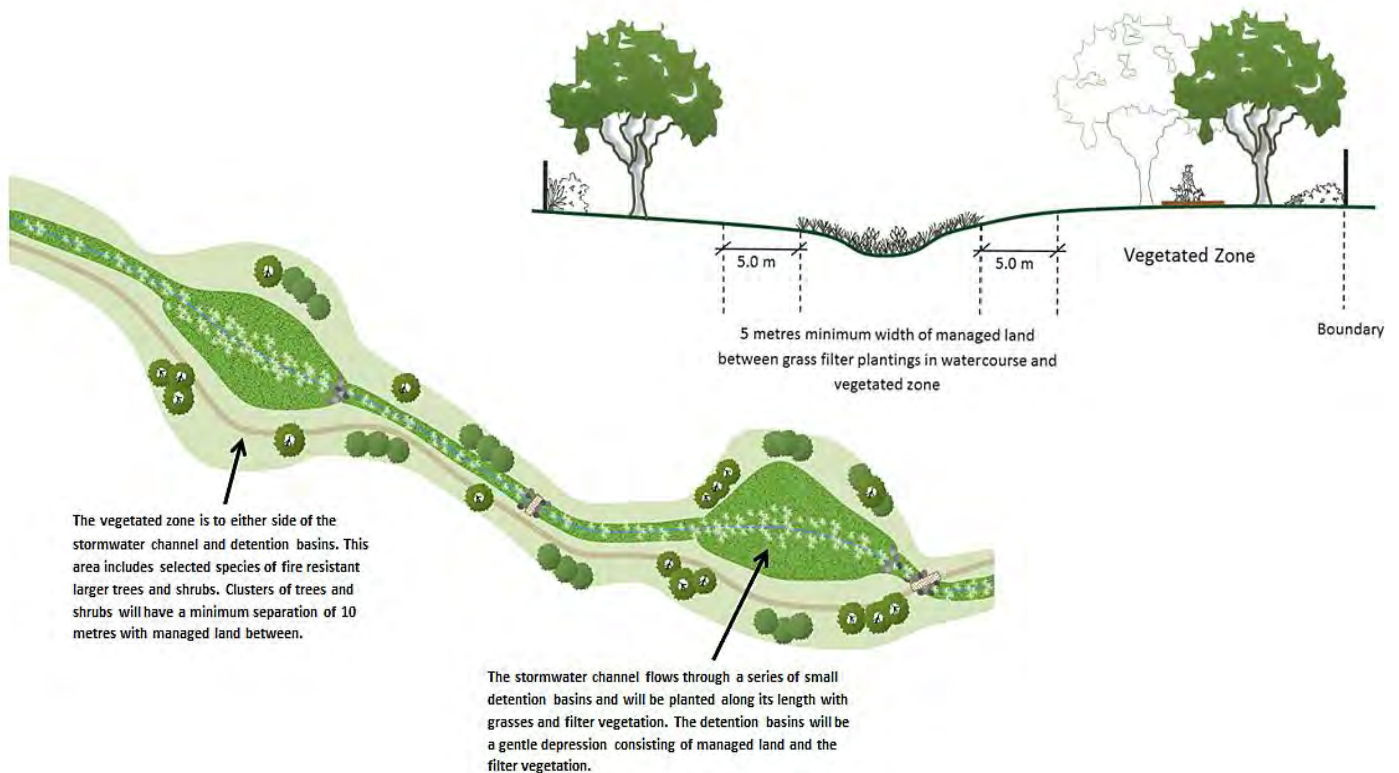 5.0 m
5.0 m
Vegetated Zone
5 metres minimum width of managed land
between grass filter plantings in watercourse and
vegetated zone
Boundary
The vegetated zone is to either side of the
stormwater channel and detention basins. This
area includes selected species of fire resistant
larger trees and shrubs. Clusters of trees and
shrubs will have a minimum separation of 10
metres with managed land between.
The stormwater channel flows through a series of small
detention basins and will be planted along its length with
grasses and filter vegetation. The detention basins will be
a gentle depression consisting of managed land and the
filter vegetation.